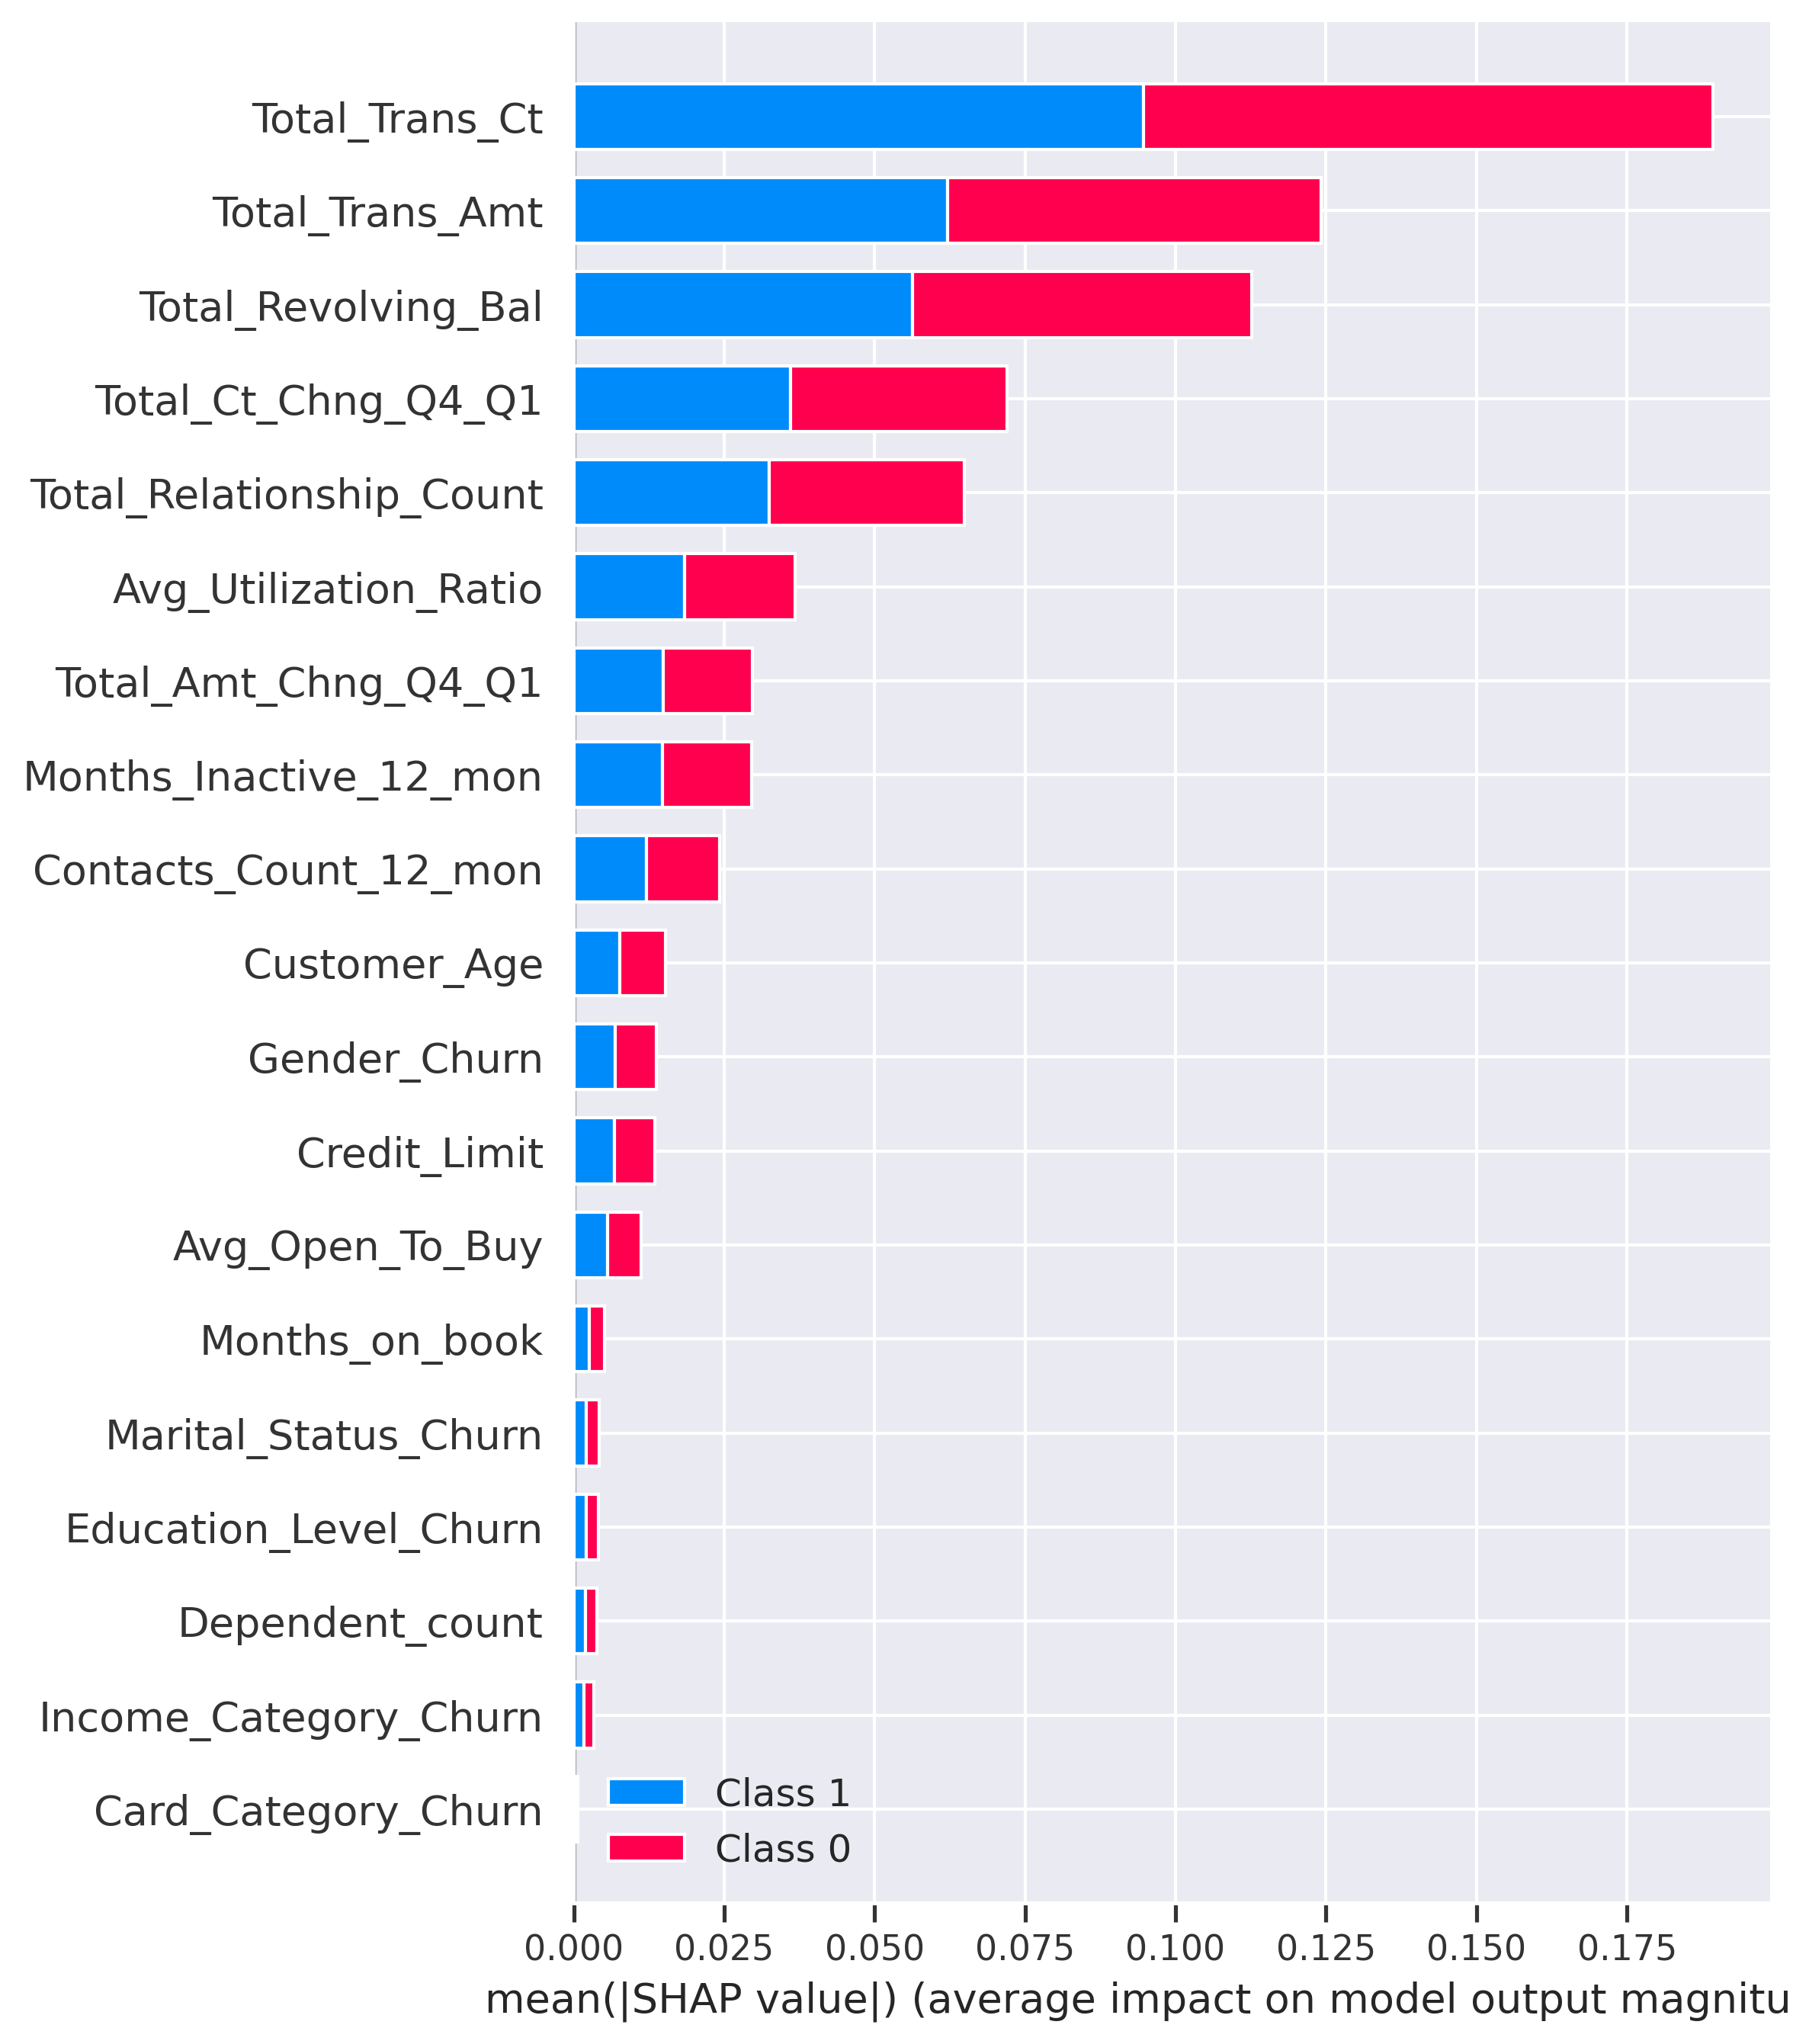 Total_Trans_Ct
Total_Trans_Amt
Total_Revolving_Bal
Total_Ct_Chng_Q4_Q1
Total_Relationship_Count
Avg_Utilization_Ratio
Total_Amt_Chng_Q4_Q1
Months_Inactive_12_mon
Contacts_Count_12_mon
Customer_Age
Gender_Churn
Credit_Limit
Avg_Open_To_Buy
Months_on_book
Marital_Status_Churn
Education_Level_Churn
Dependent_count
Income_Category_Churn
Card_Category_Churn
Class 1
Class 0
0.000 0.025 0.050 0.075 0.100 0.125 0.150 0.175
mean(|SHAP value|) (average impact on model output magnitu